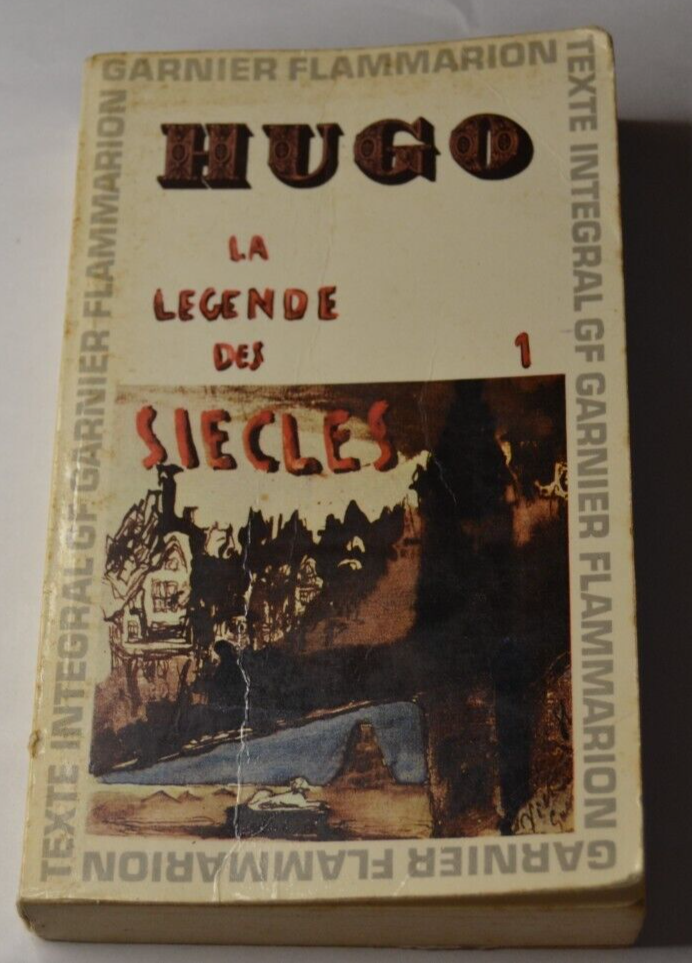 GARNIER FLAMMARION
TEXTE INTEGRAL GF GARNIER FLAMMARION
HUGO
LA
LEGENDE
DES
1
SIECLES
GARNIER FLAMMARION
TEXTE INTEGRAL GF GARNIER FLAMMARION